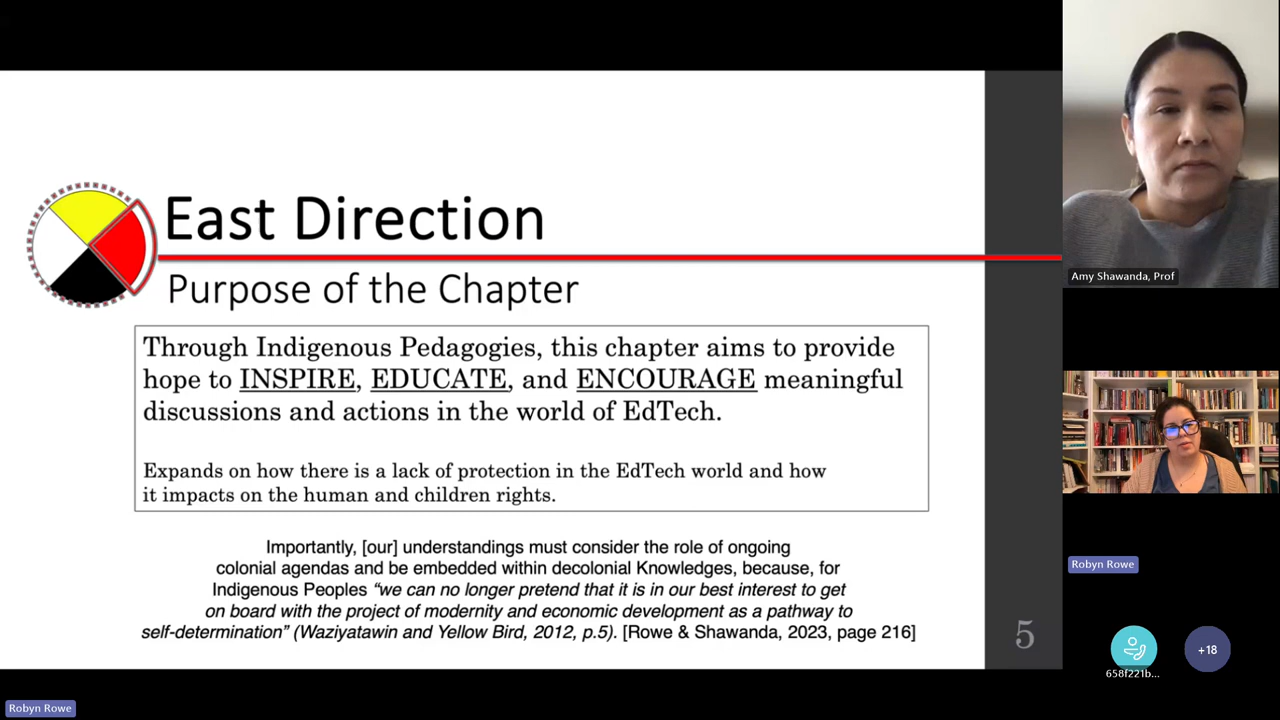 East Direction
Purpose of the Chapter
Through Indigenous Pedagogies, this chapter aims to provide
hope to INSPIRE, EDUCATE, and ENCOURAGE meaningful
discussions and actions in the world of EdTech.
Expands on how there is a lack of protection in the EdTech world and how
it impacts on the human and children rights.
Importantly, [our] understandings must consider the role of ongoing
colonial agendas and be embedded within decolonial Knowledges, because, for
Indigenous Peoples “we can no longer pretend that it is in our best interest to get
on board with the project of modernity and economic development as a pathway to
self-determination” (Waziyatawin and Yellow Bird, 2012, p.5). [Rowe & Shawanda, 2023, page 216]
5
Amy Shawanda, Prof
Robyn Rowe
658f221b...
+18
Robyn Rowe